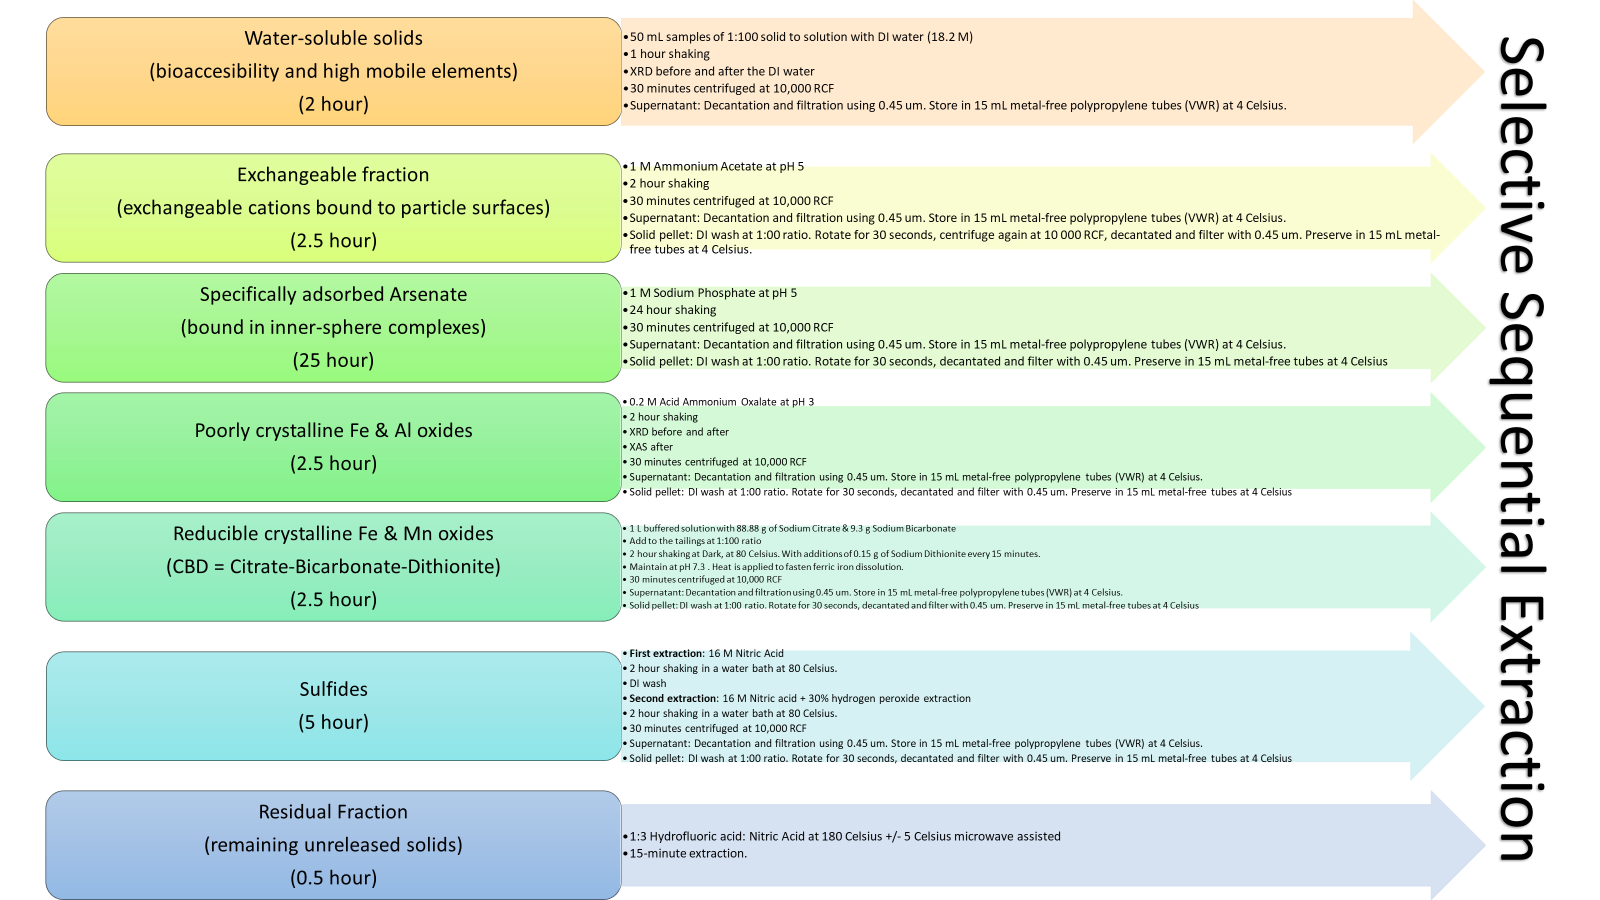 Water-soluble solids
(bioaccesibility and high mobile elements)
(2 hour)
•50 mL samples of 1:100 solid to solution with DI water (18.2 M)
•1 hour shaking
•XRD before and after the DI water
•30 minutes centrifuged at 10,000 RCF
•Supernatant: Decantation and filtration using 0.45 um. Store in 15 mL metal-free polypropylene tubes (VWR) at 4 Celsius.
Exchangeable fraction
(exchangeable cations bound to particle surfaces)
(2.5 hour)
•1 M Ammonium Acetate at pH 5
•2 hour shaking
•30 minutes centrifuged at 10,000 RCF
•Supernatant: Decantation and filtration using 0.45 um. Store in 15 mL metal-free polypropylene tubes (VWR) at 4 Celsius.
•Solid pellet: DI wash at 1:00 ratio. Rotate for 30 seconds, centrifuge again at 10 000 RCF, decantated and filter with 0.45 um. Preserve in 15 mL metal-
free tubes at 4 Celsius.
Specifically adsorbed Arsenate
(bound in inner-sphere complexes)
(25 hour)
•1 M Sodium Phosphate at pH 5
•24 hour shaking
•30 minutes centrifuged at 10,000 RCF
•Supernatant: Decantation and filtration using 0.45 um. Store in 15 mL metal-free polypropylene tubes (VWR) at 4 Celsius.
•Solid pellet: DI wash at 1:00 ratio. Rotate for 30 seconds, decantated and filter with 0.45 um. Preserve in 15 mL metal-free tubes at 4 Celsius
Poorly crystalline Fe & Al oxides
(2.5 hour)
•0.2 M Acid Ammonium Oxalate at pH 3
•2 hour shaking
•XRD before and after
•XAS after
•30 minutes centrifuged at 10,000 RCF
•Supernatant: Decantation and filtration using 0.45 um. Store in 15 mL metal-free polypropylene tubes (VWR) at 4 Celsius.
•Solid pellet: DI wash at 1:00 ratio. Rotate for 30 seconds, decantated and filter with 0.45 um. Preserve in 15 mL metal-free tubes at 4 Celsius
Reducible crystalline Fe & Mn oxides
(CBD = Citrate-Bicarbonate-Dithionite)
(2.5 hour)
•1 L buffered solution with 88.88 g of Sodium Citrate & 9.3 g Sodium Bicarbonate
•Add to the tailings at 1:100 ratio
•2 hour shaking at Dark, at 80 Celsius. With additions of 0.15 g of Sodium Dithionite every 15 minutes.
•Maintain at pH 7.3 . Heat is applied to fasten ferric iron dissolution.
•30 minutes centrifuged at 10,000 RCF
•Supernatant: Decantation and filtration using 0.45 um. Store in 15 mL metal-free polypropylene tubes (VWR) at 4 Celsius.
•Solid pellet: DI wash at 1:00 ratio. Rotate for 30 seconds, decantated and filter with 0.45 um. Preserve in 15 mL metal-free tubes at 4 Celsius
Sulfides
(5 hour)
•First extraction: 16 M Nitric Acid
•2 hour shaking in a water bath at 80 Celsius.
•DI wash
•Second extraction: 16 M Nitric acid + 30% hydrogen peroxide extraction
•2 hour shaking in a water bath at 80 Celsius.
•30 minutes centrifuged at 10,000 RCF
•Supernatant: Decantation and filtration using 0.45 um. Store in 15 mL metal-free polypropylene tubes (VWR) at 4 Celsius.
•Solid pellet: DI wash at 1:00 ratio. Rotate for 30 seconds, decantated and filter with 0.45 um. Preserve in 15 mL metal-free tubes at 4 Celsius
Residual Fraction
(remaining unreleased solids)
(0.5 hour)
•1:3 Hydrofluoric acid: Nitric Acid at 180 Celsius +/- 5 Celsius microwave assisted
•15-minute extraction.
Selective Sequential Extraction